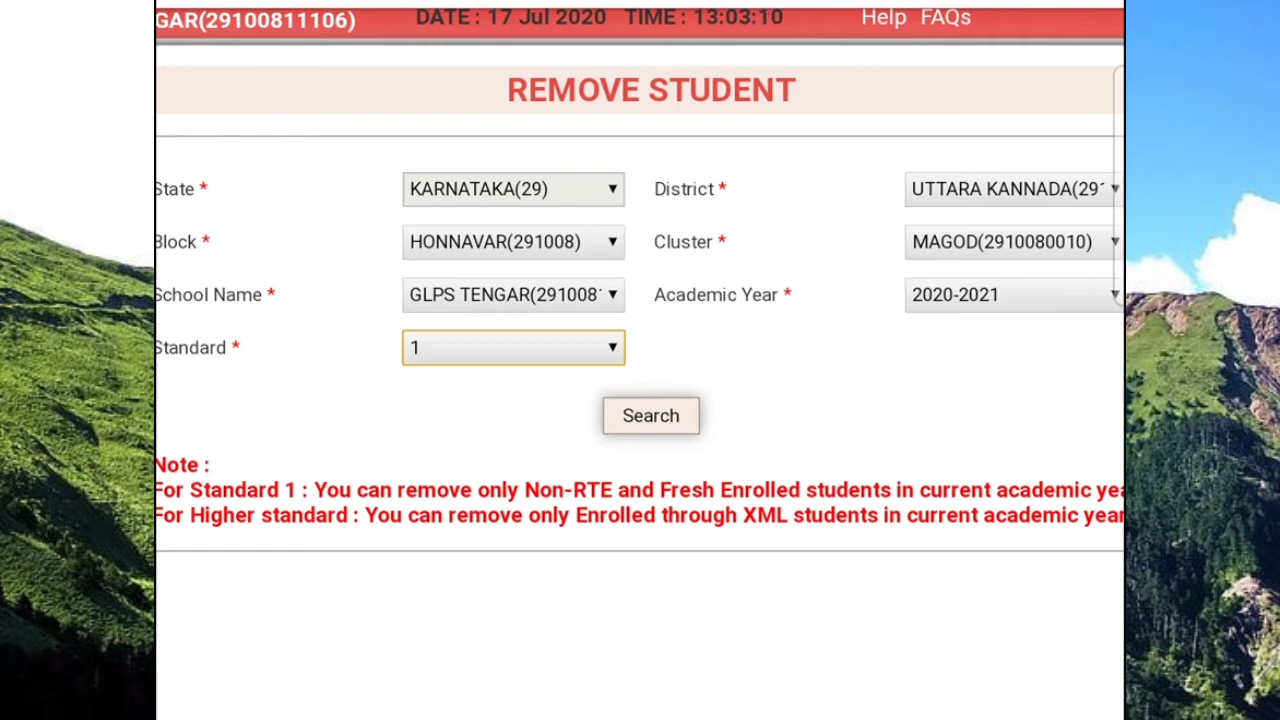 GAR(29100811106) DATE : 17 Jul 2020 TIME : 13:03:10 Help FAQs
REMOVE STUDENT
State * KARNATAKA(29) District * UTTARA KANNADA(29
Block * HONNAVAR(291008) Cluster * MAGOD(2910080010)
School Name * GLPS TENGAR(291008 Academic Year * 2020-2021
Standard * 1
Search
Note :
For Standard 1 : You can remove only Non-RTE and Fresh Enrolled students in current academic yea
For Higher standard : You can remove only Enrolled through XML students in current academic year